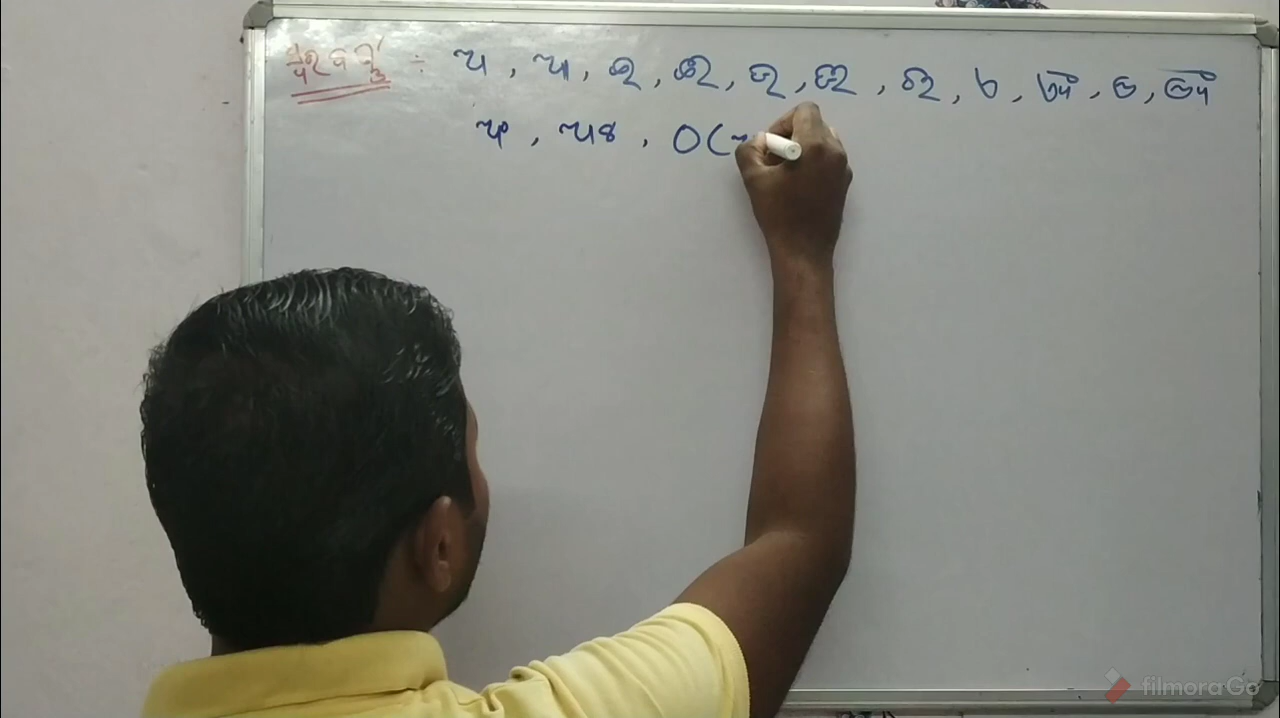 ସ୍ୱରବର୍ଣ୍ଣ ÷ ଅ, ଆ, ଇ, ଈ, ଉ, ଊ, ଋ, ଏ, ଐ, ଓ, ଔ
ଅଂ, ଅଃ,
filmoraGo